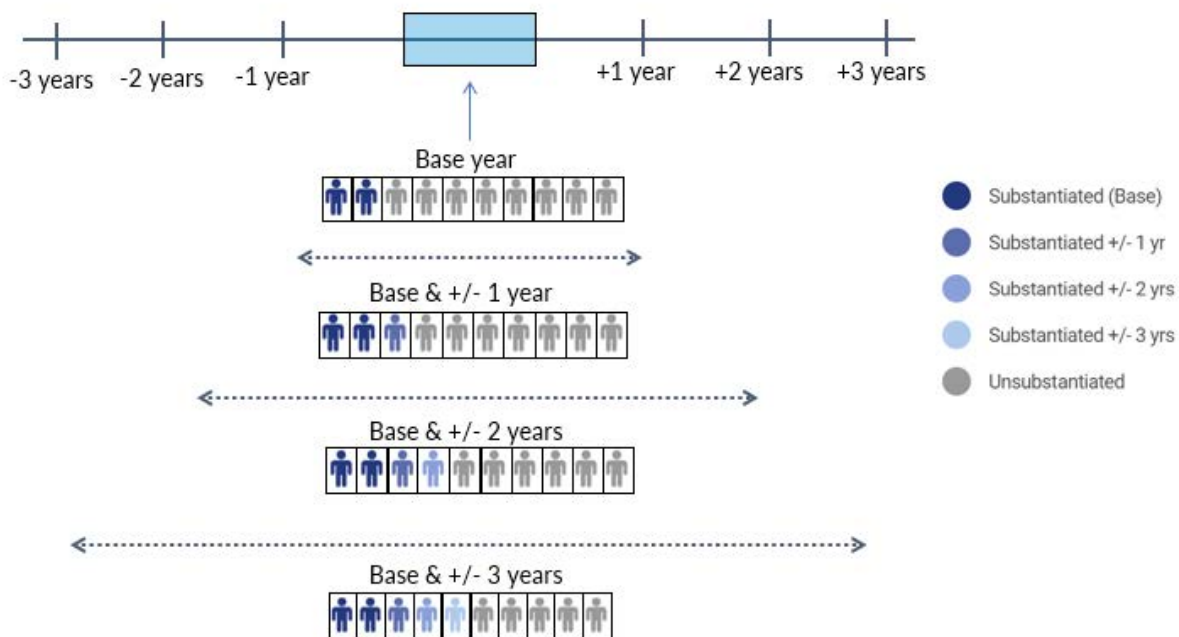 -3 years
-2 years
-1 year
+1 year
+2 years
+3 years
Base year
Base & +/- 1 year
Base & +/- 2 years
Base & +/- 3 years
Substantiated (Base)
Substantiated +/- 1 yr
Substantiated +/- 2 yrs
Substantiated +/- 3 yrs
Unsubstantiated